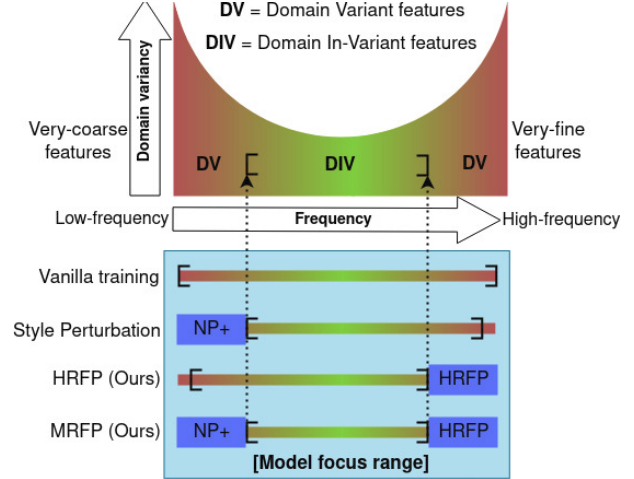 DV = Domain Variant features
DIV = Domain In-Variant features
Domain variancy
Very-coarse
features
DV
[
DIV
]
DV
Very-fine
features
Low-frequency
Frequency
High-frequency
Vanilla training
[
]
Style Perturbation
NP+
[
]
HRFP (Ours)
[
]
HRFP
MRFP (Ours)
NP+
[
]
HRFP
[Model focus range]